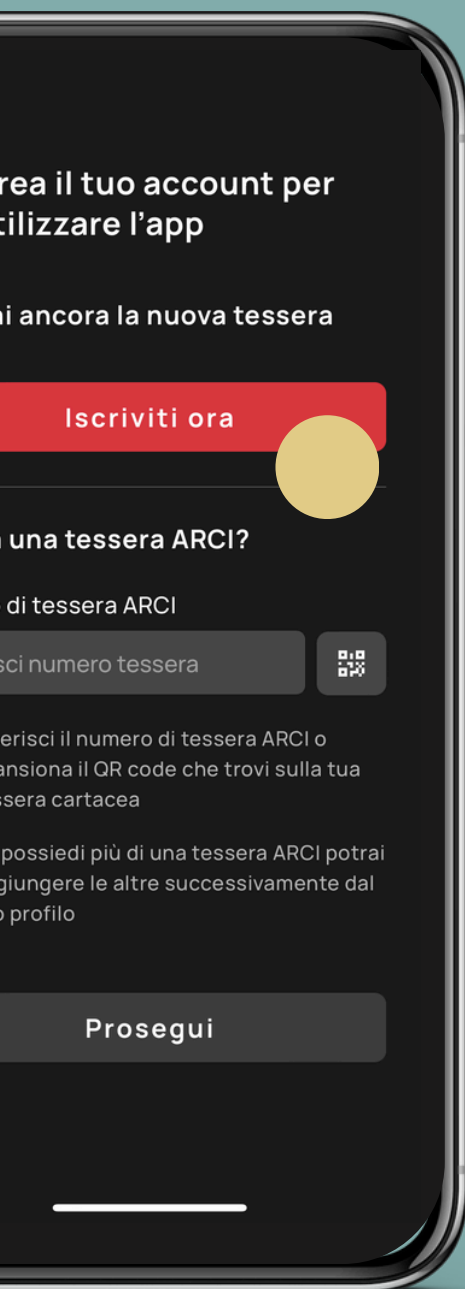 rea il tuo account per
tilizzare l’app
ai ancora la nuova tessera
Iscriviti ora
una tessera ARCI?
di tessera ARCI
sci numero tessera
erisci il numero di tessera ARCI o
ansiona il QR code che trovi sulla tua
ssera cartacea
possiedi più di una tessera ARCI potrai
giungere le altre successivamente dal
o profilo
Prosegui